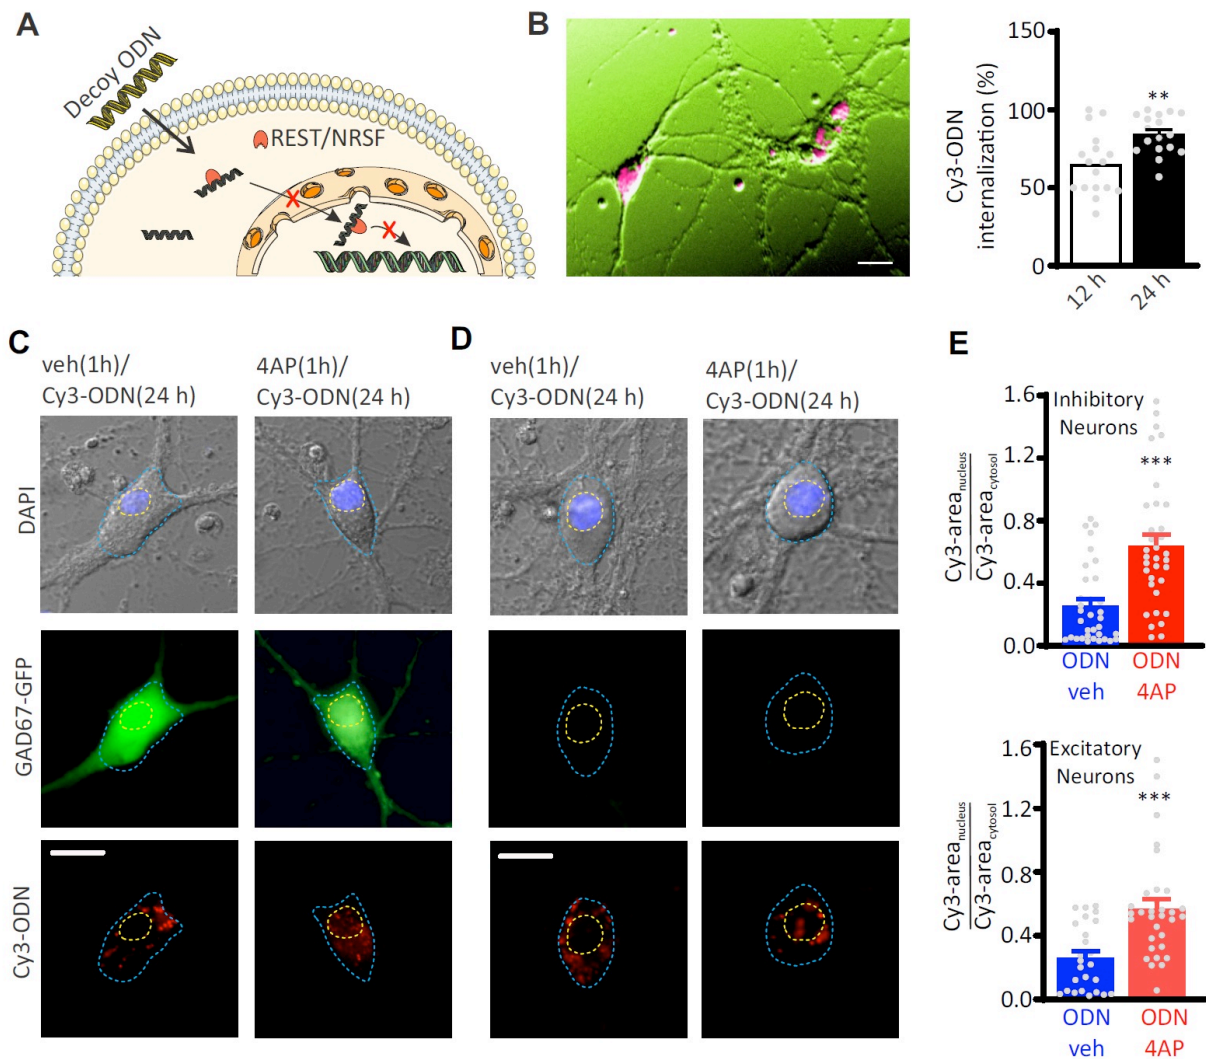 A
Decoy ODN
REST/NRSF
B
Cy3-ODN
internalization (%)
150
100
50
0
**
12 h
24 h
C
veh(1h)/
Cy3-ODN(24 h)
4AP(1h)/
Cy3-ODN(24 h)
D
veh(1h)/
Cy3-ODN(24 h)
4AP(1h)/
Cy3-ODN(24 h)
DAPI
GAD67-GFP
Cy3-ODN
E
Inhibitory
Neurons
Cy3-area nucleus
Cy3-area cytosol
1.6
1.2
0.8
0.4
0.0
***
ODN
veh
ODN
4AP
Excitatory
Neurons
Cy3-area nucleus
Cy3-area cytosol
1.6
1.2
0.8
0.4
0.0
***
ODN
veh
ODN
4AP